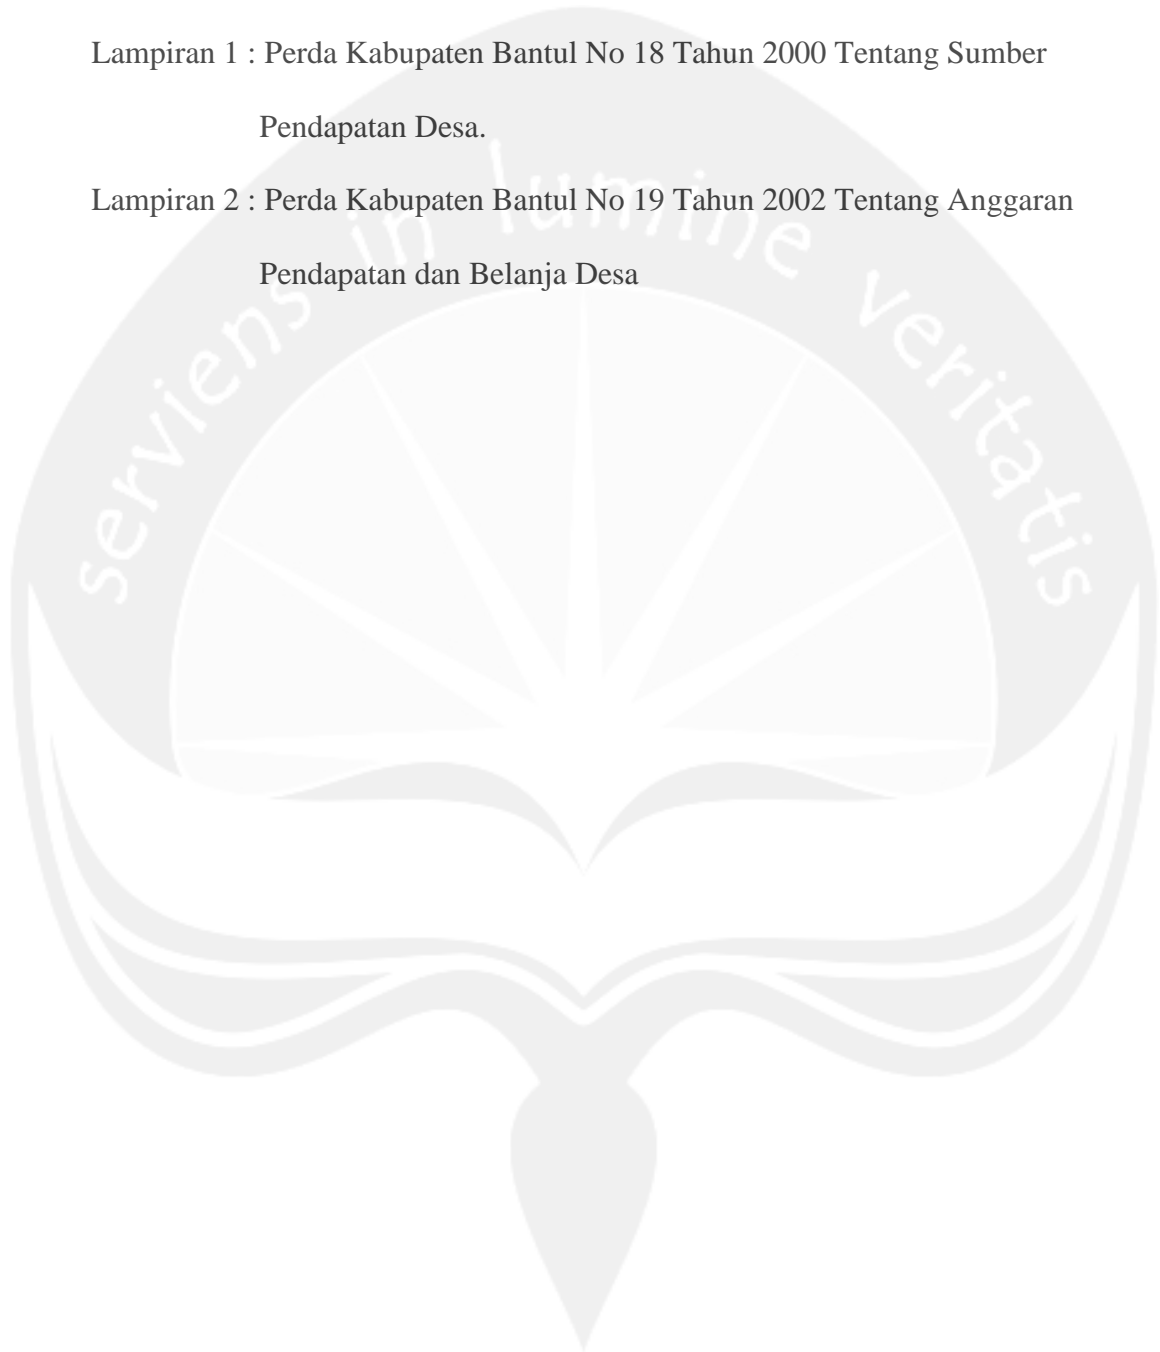 Lampiran 1 : Perda Kabupaten Bantul No 18 Tahun 2000 Tentang Sumber
Pendapatan Desa.
Lampiran 2 : Perda Kabupaten Bantul No 19 Tahun 2002 Tentang Anggaran
Pendapatan dan Belanja Desa
serviens in lumine veritatis